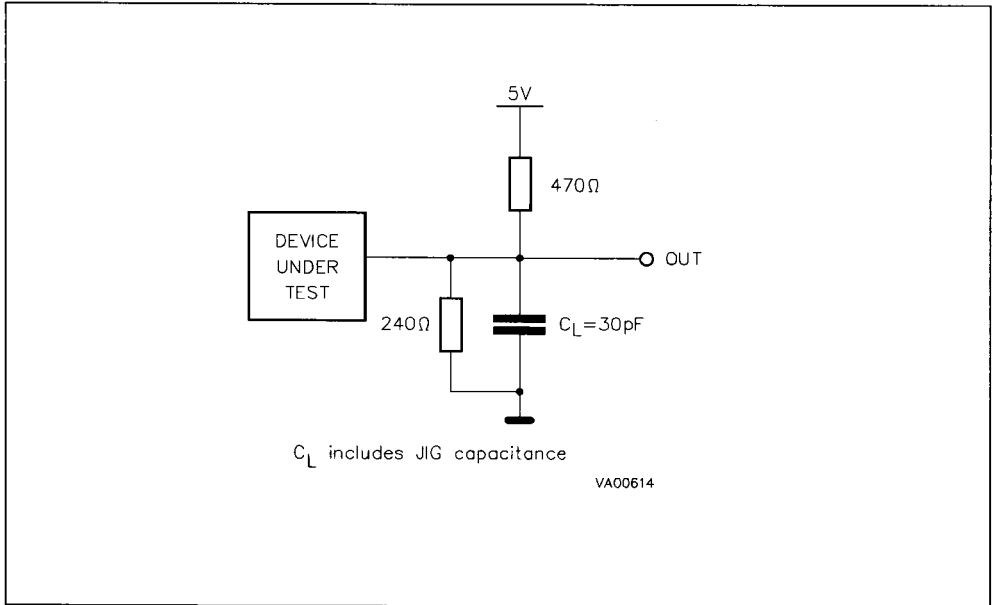 5V
470Ω
DEVICE
UNDER
TEST
OUT
240Ω
CL=30pF
CL includes JIG capacitance
VA00614